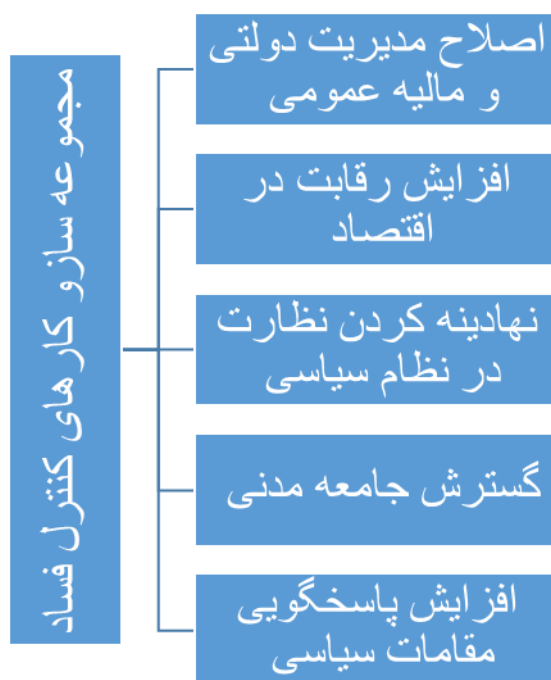 مجموعه سازو کارهای کنترل فساد
اصلاح مدیریت دولتی
و مالیه عمومی
افزایش رقابت در
اقتصاد
نهادینه کردن نظارت
در نظام سیاسی
گسترش جامعه مدنی
افزایش پاسخگویی
مقامات سیاسی